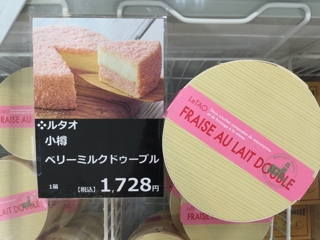 ❖ルタオ
小樽
ベリーミルクドゥーブル
1箱 【税込】 1,728円
LeTAO
FRAISE AU LAIT DOUBLE
FRAISE AU
LAIT DOUBLE